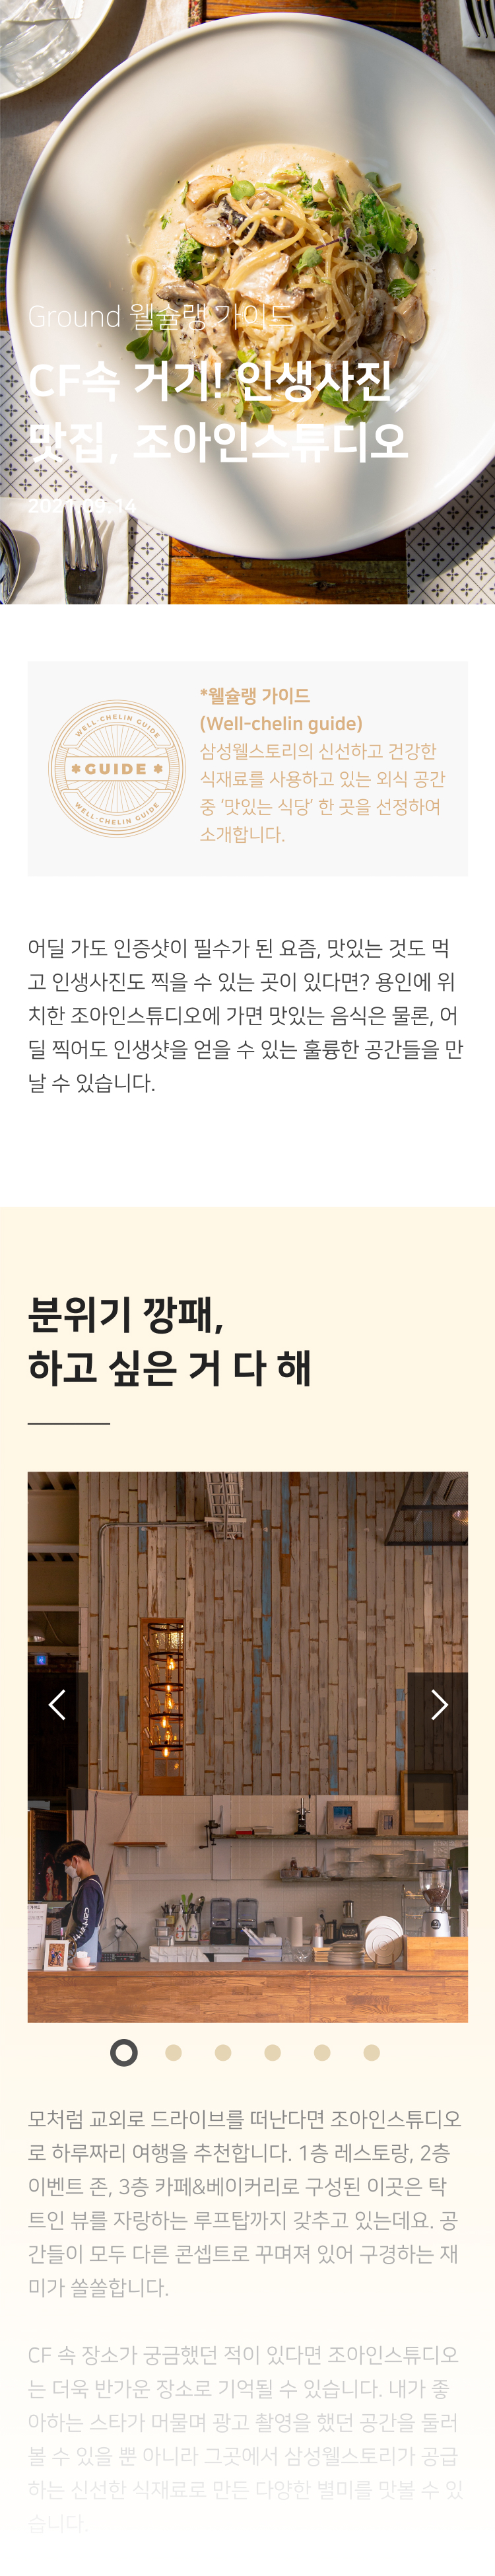 Ground 웰슐랭 가이드
CF속 거기! 인생사진
맛집, 조아인스튜디오
2021.09.14
WELL-CHELIN GUIDE
GUIDE
WELL-CHELIN GUIDE
*웰슐랭 가이드
(Well-chelin guide)
삼성웰스토리의 신선하고 건강한
식재료를 사용하고 있는 외식 공간
중 ‘맛있는 식당’ 한 곳을 선정하여
소개합니다.
어딜 가도 인증샷이 필수가 된 요즘, 맛있는 것도 먹
고 인생사진도 찍을 수 있는 곳이 있다면? 용인에 위
치한 조아인스튜디오에 가면 맛있는 음식은 물론, 어
딜 찍어도 인생샷을 얻을 수 있는 훌륭한 공간들을 만
날 수 있습니다.
분위기 깡패,
하고 싶은 거 다 해
모처럼 교외로 드라이브를 떠난다면 조아인스튜디오
로 하루짜리 여행을 추천합니다. 1층 레스토랑, 2층
이벤트 존, 3층 카페&베이커리로 구성된 이곳은 탁
트인 뷰를 자랑하는 루프탑까지 갖추고 있는데요. 공
간들이 모두 다른 콘셉트로 꾸며져 있어 구경하는 재
미가 쏠쏠합니다.
CF 속 장소가 궁금했던 적이 있다면 조아인스튜디오
는 더욱 반가운 장소로 기억될 수 있습니다. 내가 좋
아하는 스타가 머물며 광고 촬영을 했던 공간을 둘러
볼 수 있을 뿐 아니라 그곳에서 삼성웰스토리가 공급
하는 신선한 식재료로 만든 다양한 별미를 맛볼 수 있
습니다.